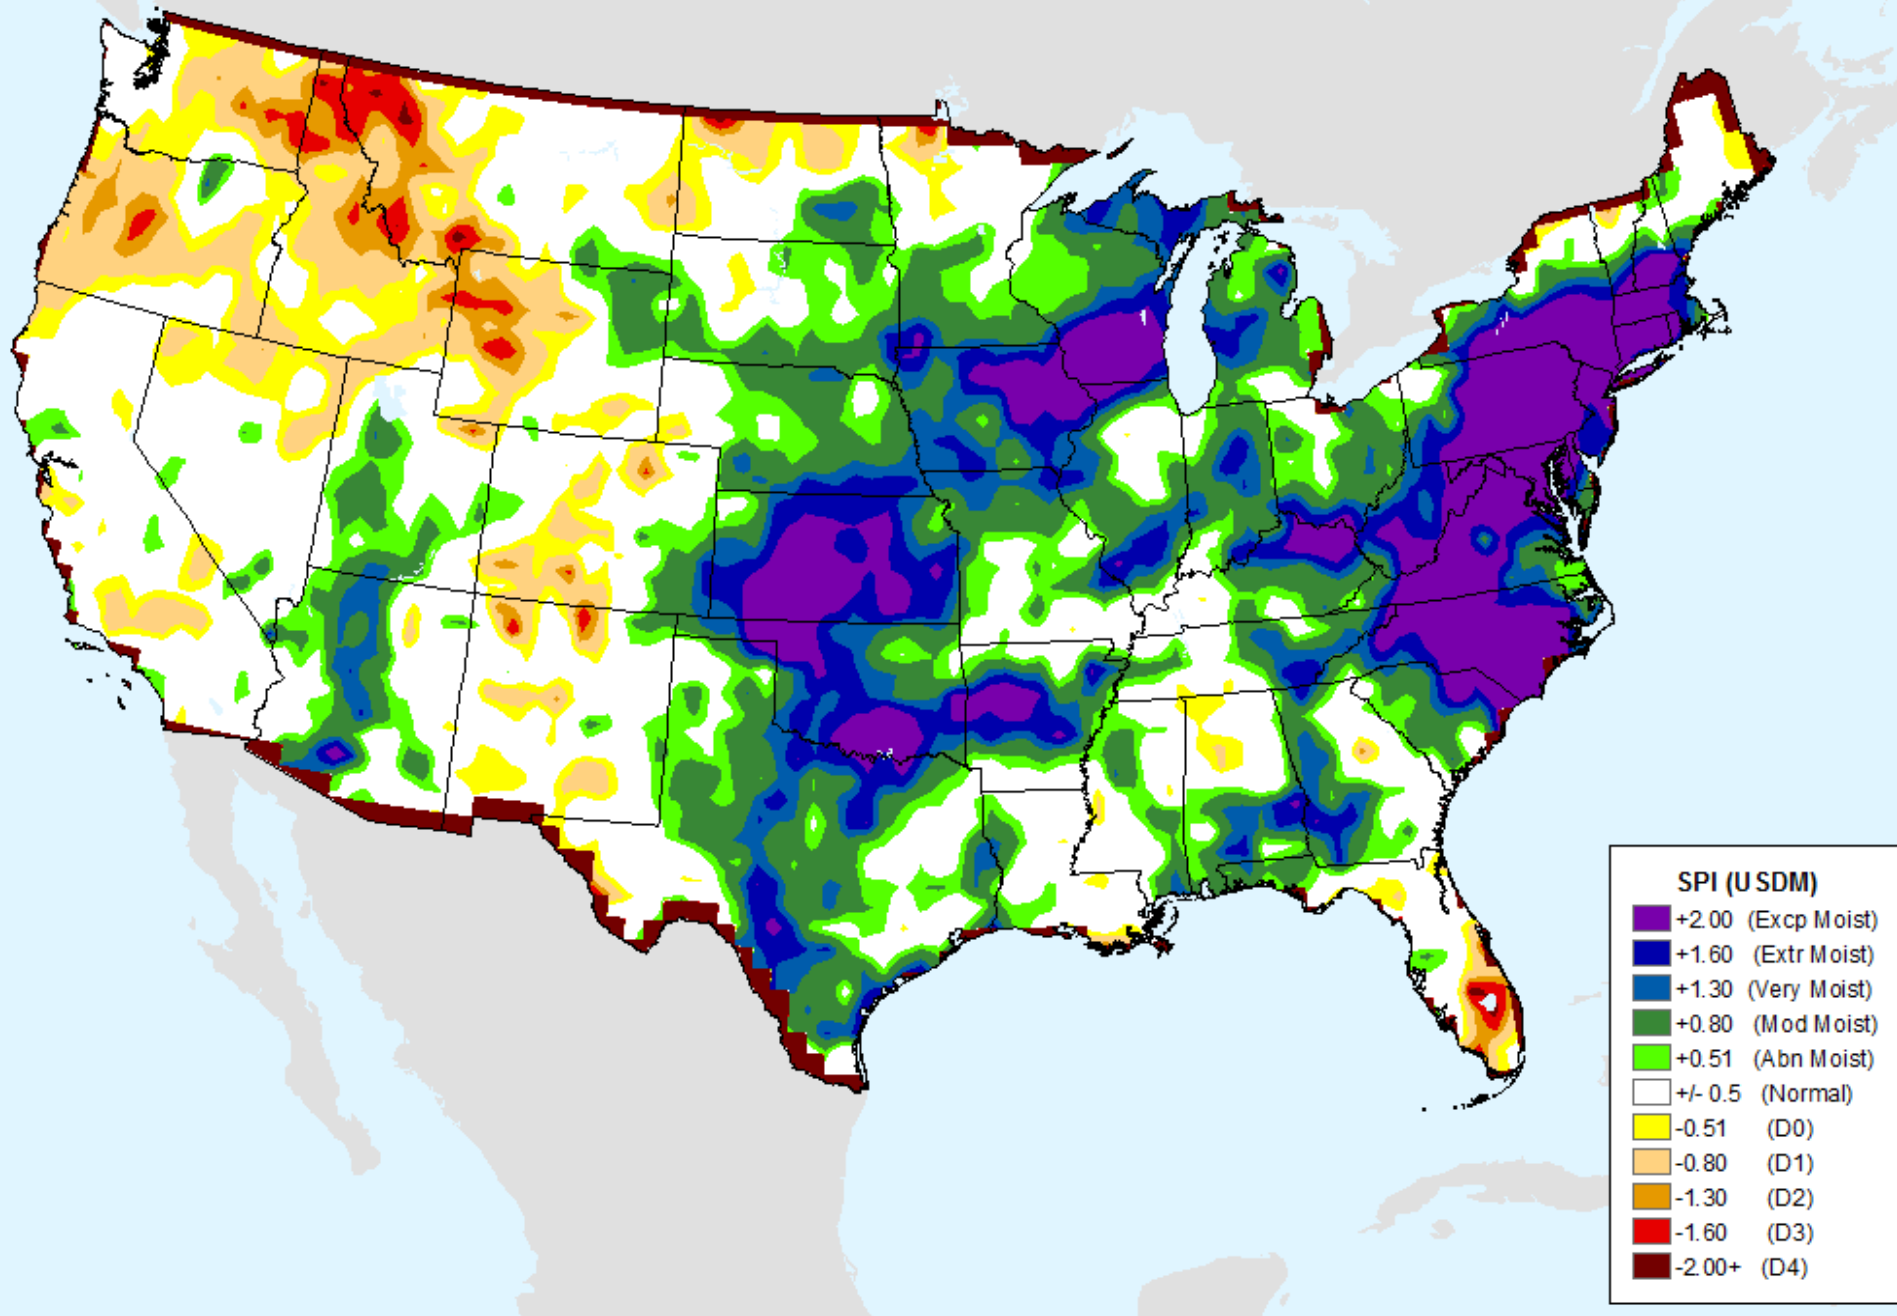 SPI (USDM)
+2.00 (Excp Moist)
+1.60 (Extr Moist)
+1.30 (Very Moist)
+0.80 (Mod Moist)
+0.51 (Abn Moist)
+/- 0.5 (Normal)
-0.51 (D0)
-0.80 (D1)
-1.30 (D2)
-1.60 (D3)
-2.00+ (D4)